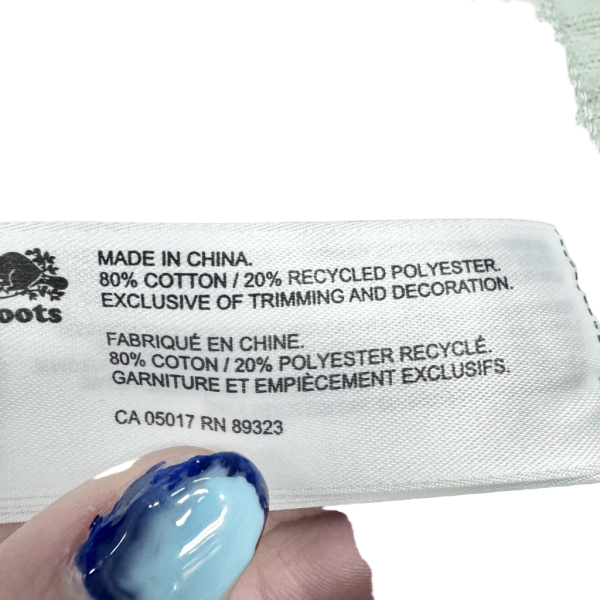 oots
MADE IN CHINA.
80% COTTON / 20% RECYCLED POLYESTER.
EXCLUSIVE OF TRIMMING AND DECORATION.
FABRIQUÉ EN CHINE.
80% COTON / 20% POLYESTER RECYCLÉ.
GARNITURE ET EMPIÈCEMENT EXCLUSIFS.
CA 05017 RN 89323